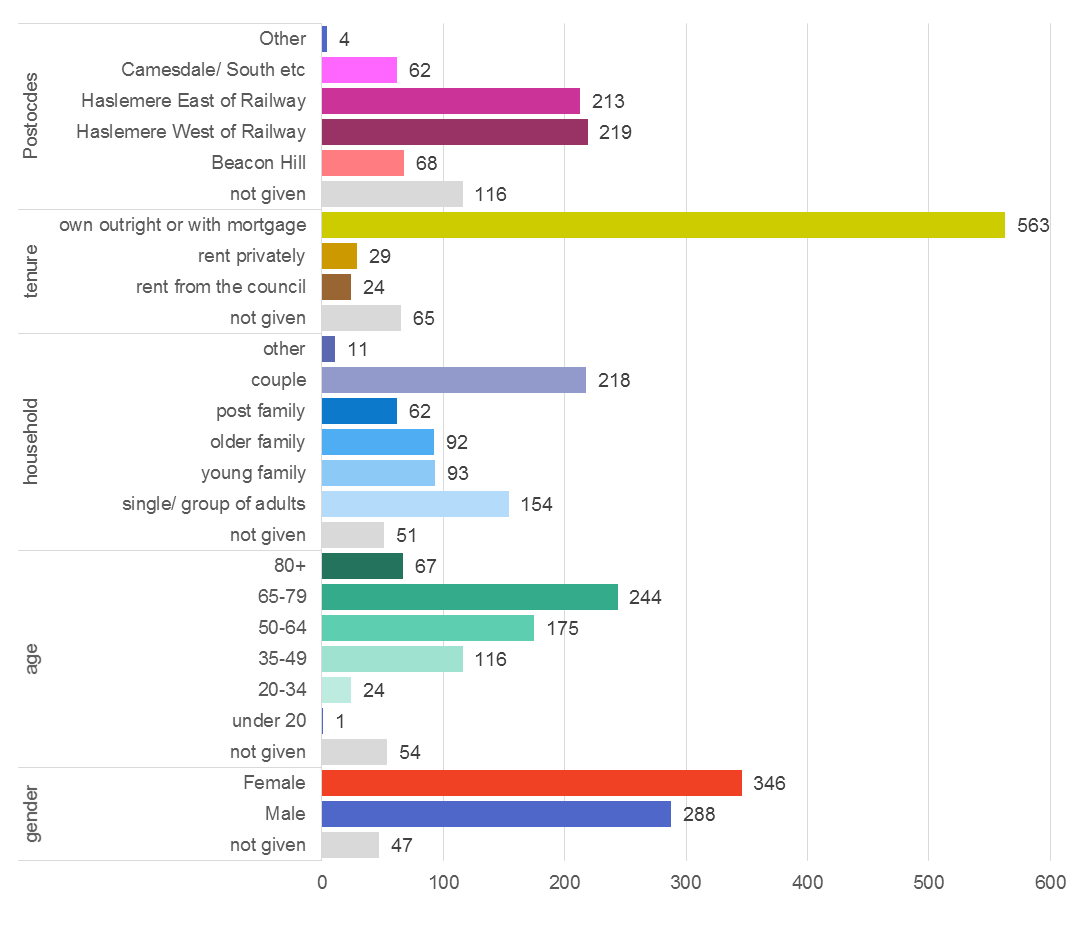 Postocdes
Other 4
Camesdale/ South etc 62
Haslemere East of Railway 213
Haslemere West of Railway 219
Beacon Hill 68
not given 116
tenure
own outright or with mortgage 563
rent privately 29
rent from the council 24
not given 65
household
other 11
couple 218
post family 62
older family 92
young family 93
single/ group of adults 154
not given 51
age
80+ 67
65-79 244
50-64 175
35-49 116
20-34 24
under 20 1
not given 54
gender
Female 346
Male 288
not given 47
0 100 200 300 400 500 600